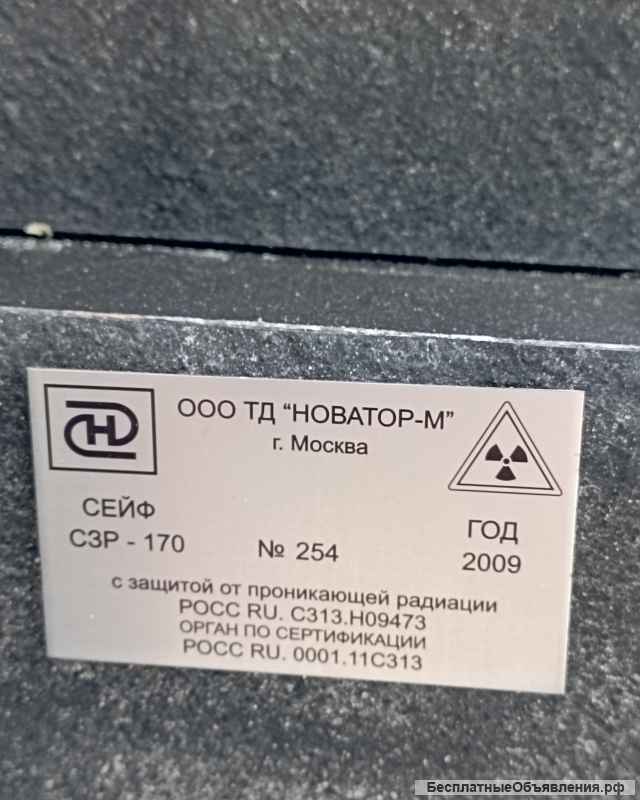 ООО ТД “НОВАТОР-М”
г. Москва
СЕЙФ
СЗР - 170
№ 254
ГОД
2009
с защитой от проникающей радиации
РОСС RU. С313.Н09473
ОРГАН ПО СЕРТИФИКАЦИИ
РОСС RU. 0001.11С313
БесплатныеОбъявления.рф